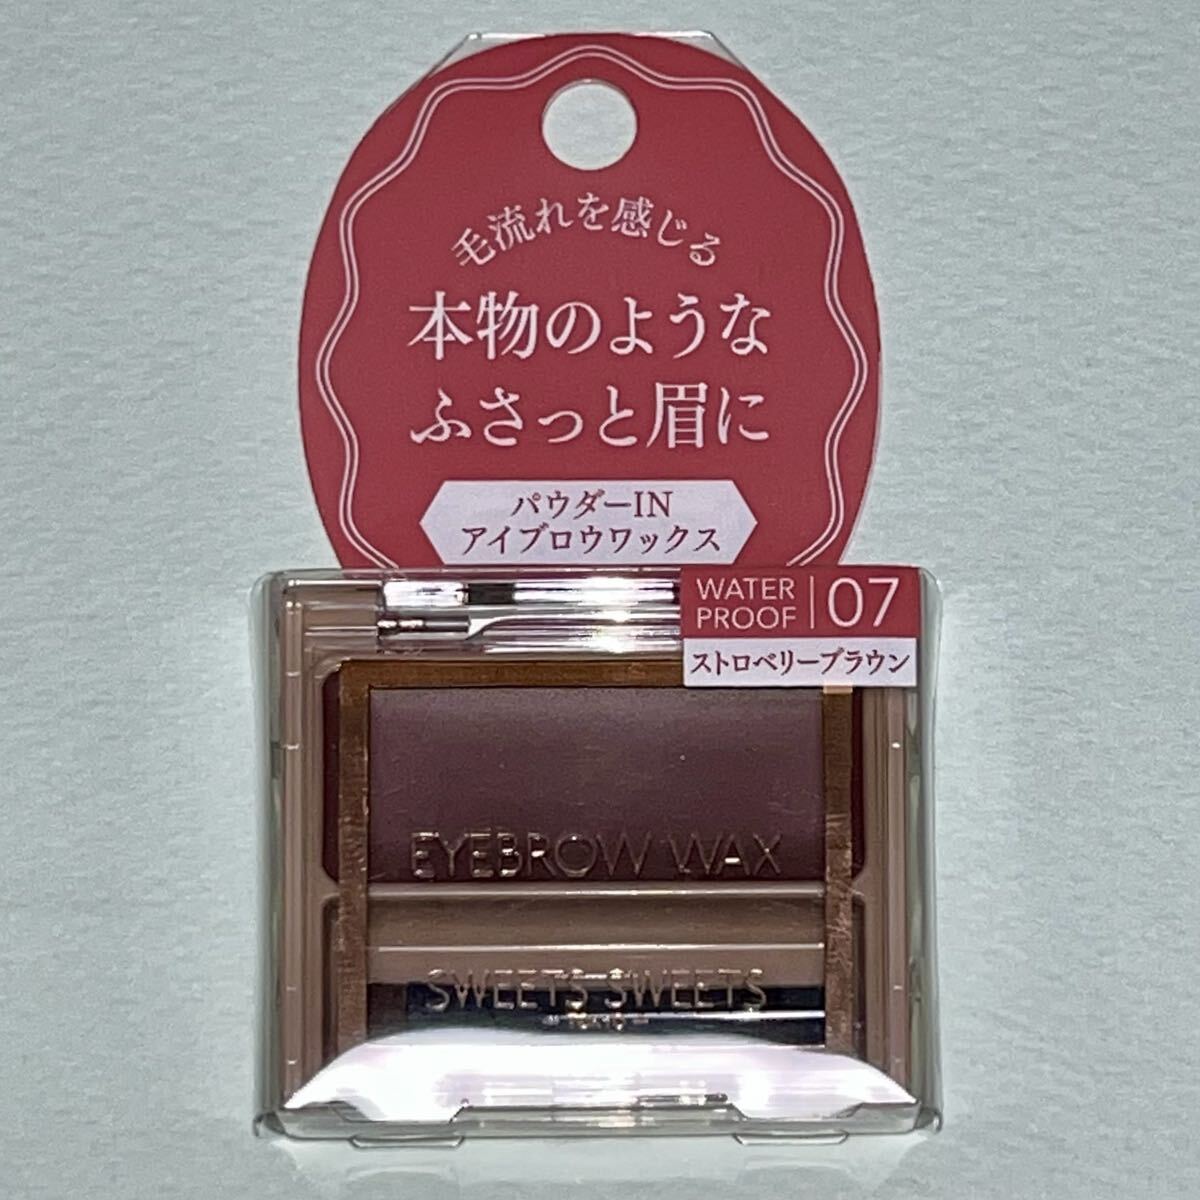 毛流れを感じる
本物のような
ふさっと眉に
パウダーIN
アイブロウワックス
WATER
PROOF
07
ストロベリーブラウン
EYEBROW WAX
SWEETS SWEETS